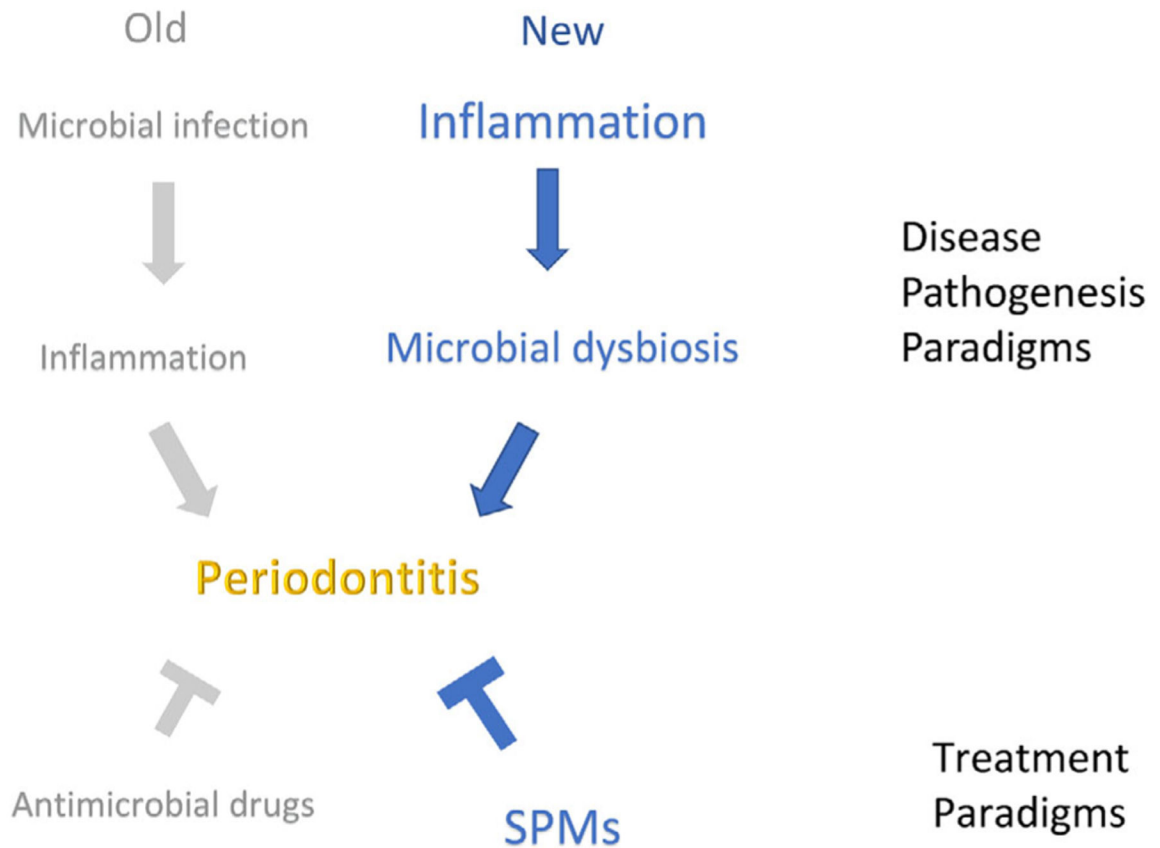 Old
New
Microbial infection
Inflammation
Disease
Pathogenesis
Paradigms
Inflammation
Microbial dysbiosis
Periodontitis
Antimicrobial drugs
SPMs
Treatment
Paradigms